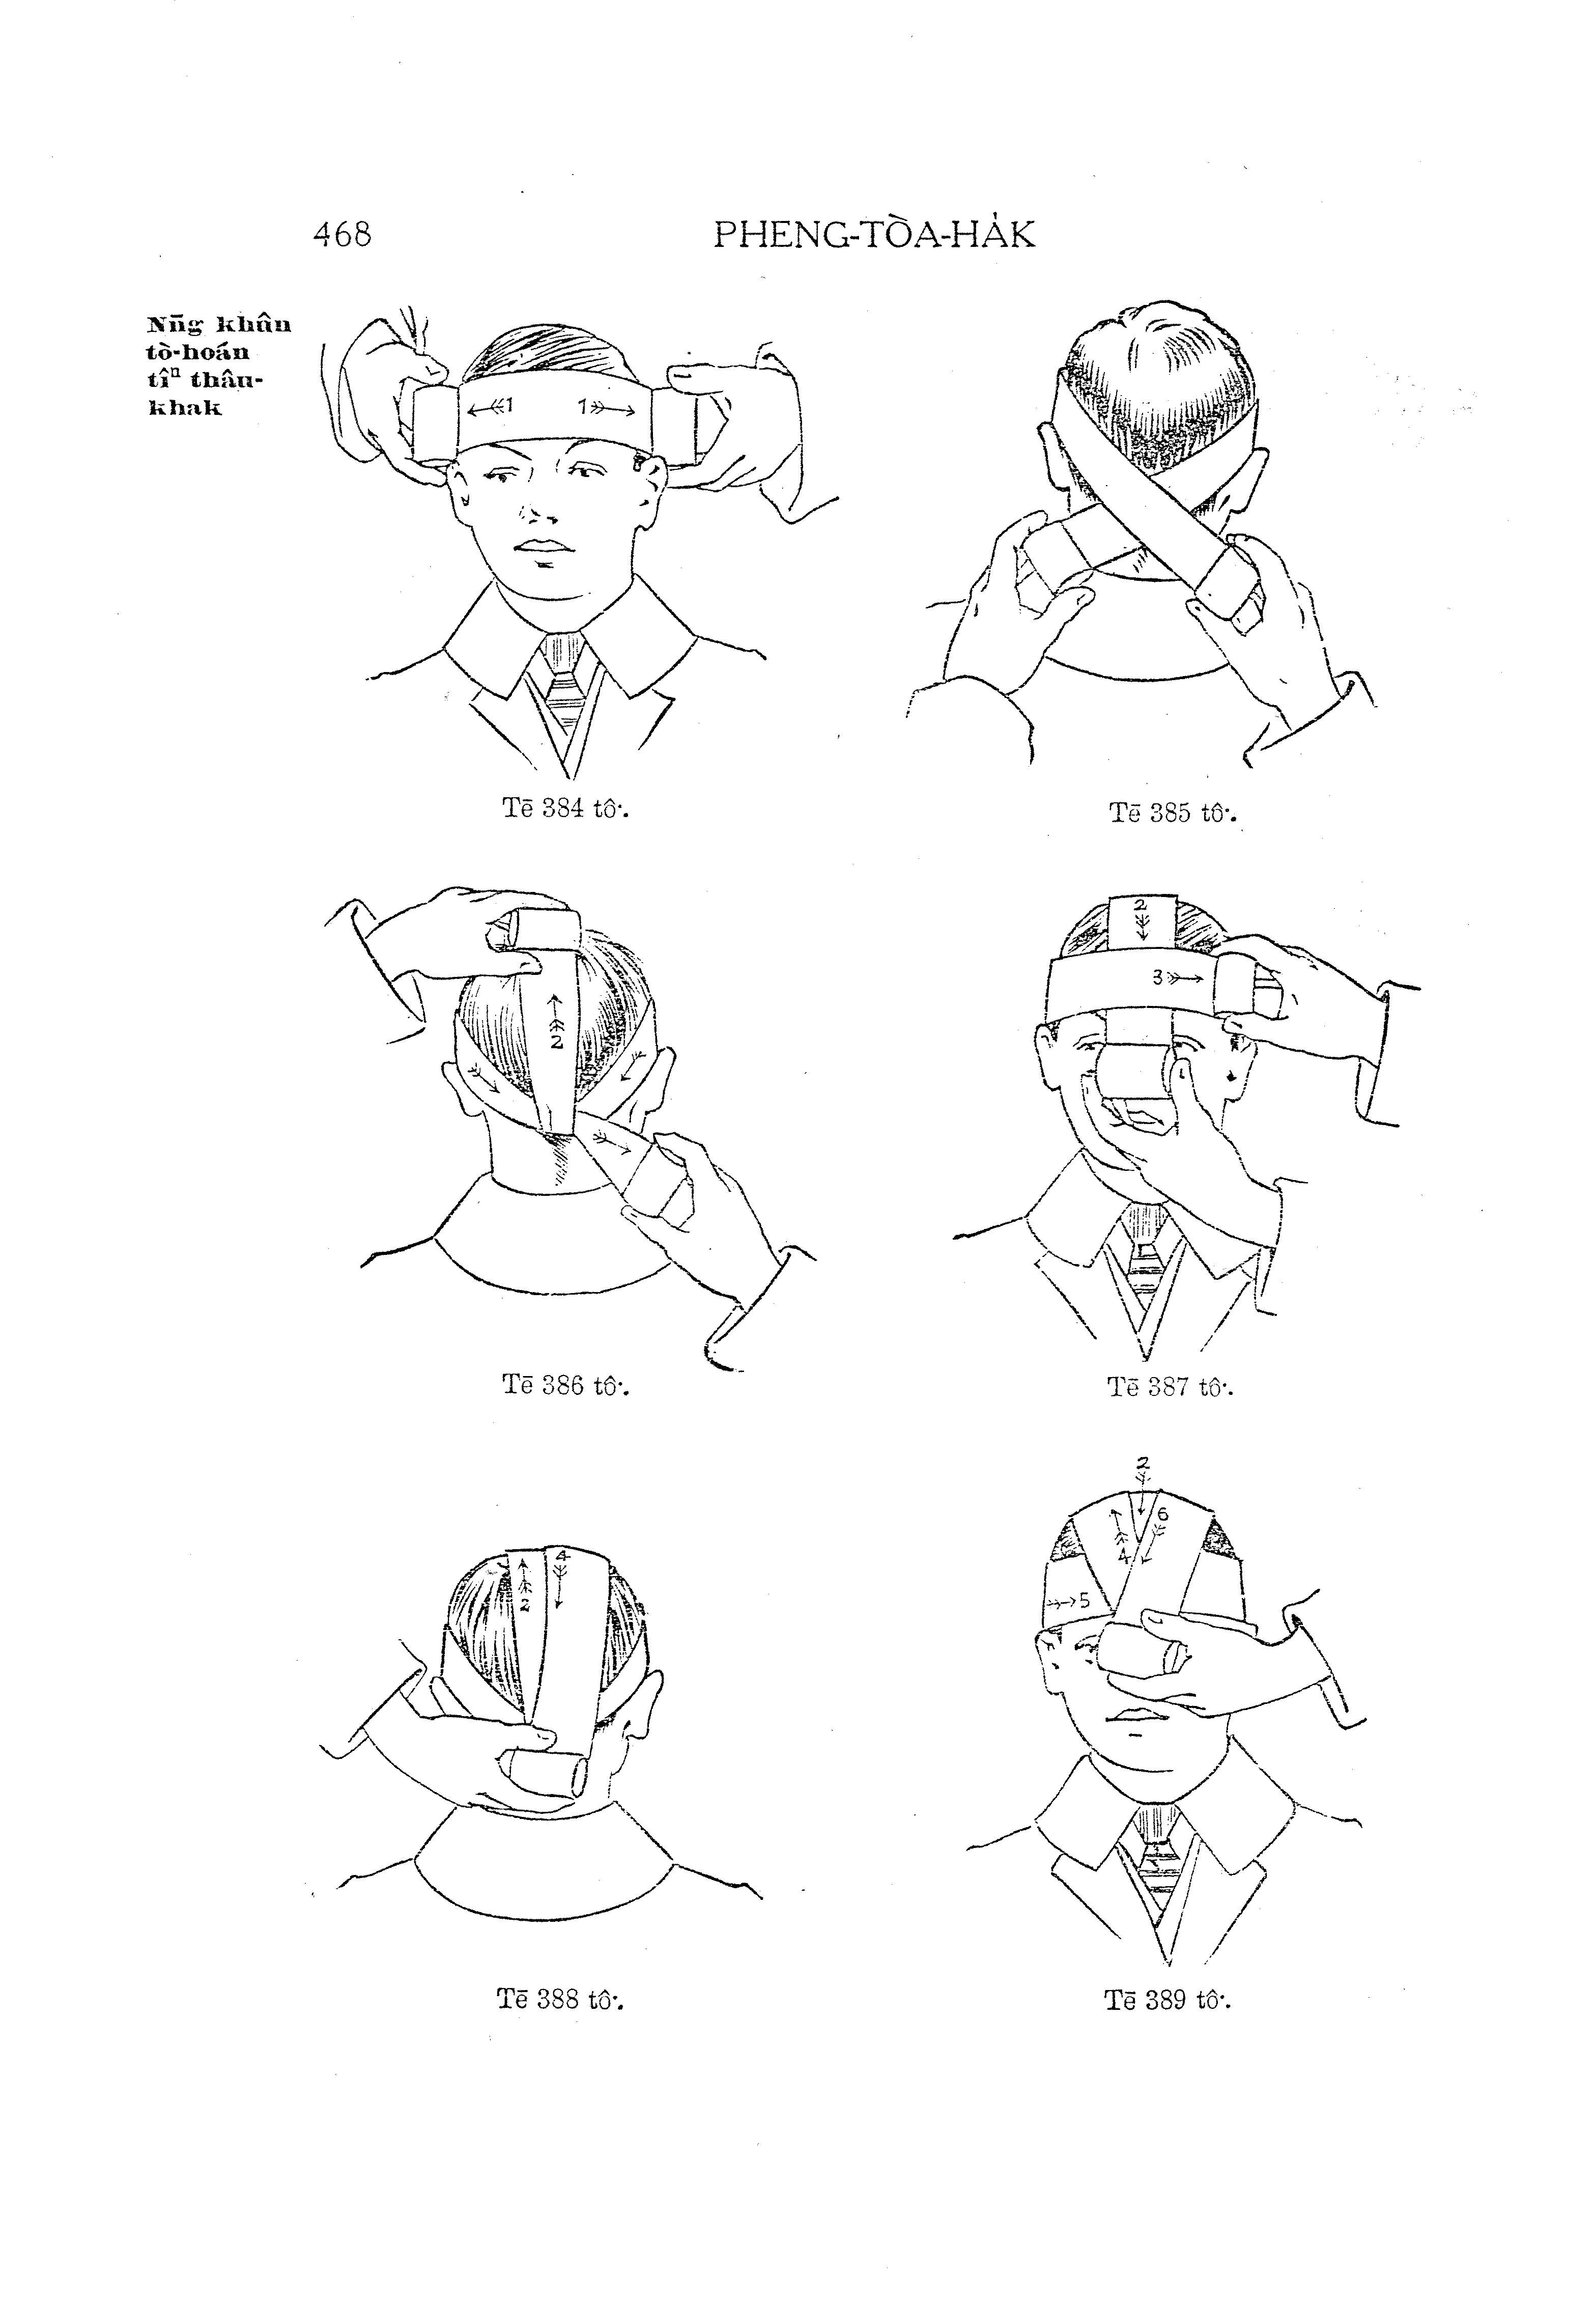 468
PHENG-TÒA-HA̍K
Nn̄g khûn
tò-hoán
tîⁿ thâu-
khak
1 1
Tē 384 tô͘.
Tē 385 tô͘.
2
2
3
Tē 386 tô͘.
Tē 387 tô͘.
2
4
6
4
2
5
Tē 388 tô͘.
Tē 389 tô͘.